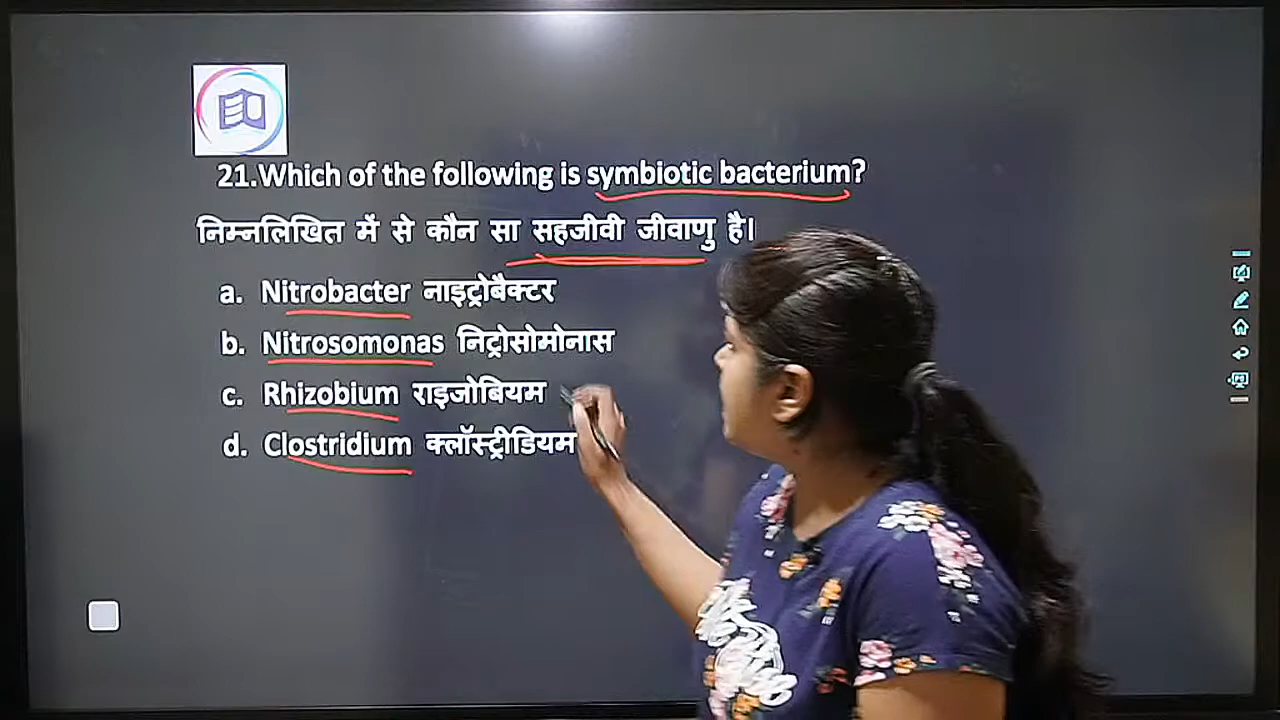 21.Which of the following is symbiotic bacterium?
निम्नलिखित में से कौन सा सहजीवी जीवाणु है।
a. Nitrobacter नाइट्रोबैक्टर
b. Nitrosomonas निट्रोसोमोनास
c. Rhizobium राइजोबियम
d. Clostridium क्लॉस्ट्रीडियम